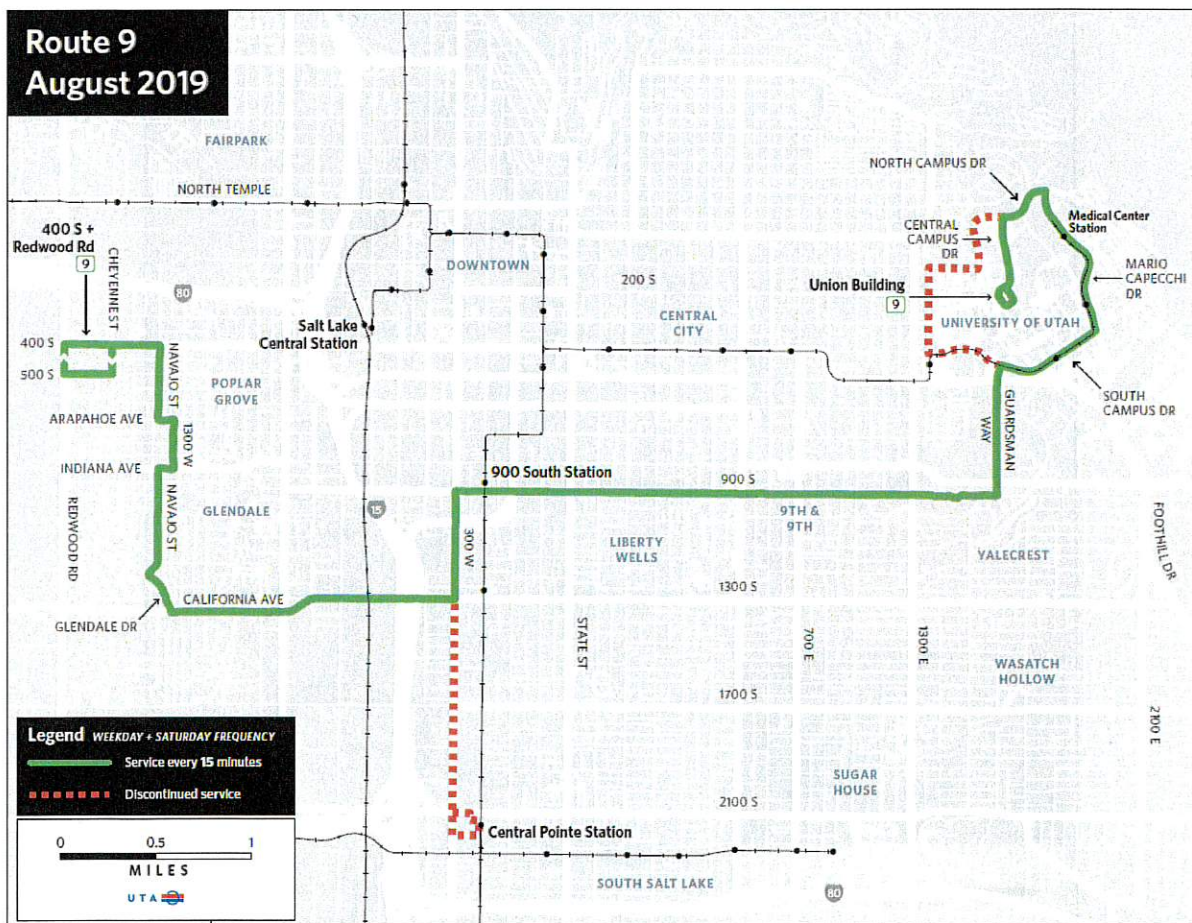 Route 9
August 2019
FAIRPARK
NORTH TEMPLE
400 S +
Redwood Rd
9
CHEYENNE ST
80
DOWNTOWN
200 S
Salt Lake
Central Station
CENTRAL
CITY
NORTH CAMPUS DR
CENTRAL
CAMPUS
DR
Medical Center
Station
MARIO
CAPECCHI
DR
Union Building
9
UNIVERSITY OF UTAH
400 S
500 S
NAVAJO ST
POPLAR
GROVE
ARAPAHOE AVE
1300 W
INDIANA AVE
NAVAJO ST
REDWOOD RD
GLENDALE
15
SOUTH
CAMPUS DR
GUARDSMAN
WAY
900 South Station
900 S
9TH &
9TH
300 W
LIBERTY
WELLS
YALECREST
FOOTHILL DR
CALIFORNIA AVE
GLENDALE DR
1300 S
STATE ST
700 E
1300 E
WASATCH
HOLLOW
1700 S
2100 E
SUGAR
HOUSE
2100 S
Central Pointe Station
SOUTH SALT LAKE
80
Legend WEEKDAY + SATURDAY FREQUENCY
Service every 15 minutes
Discontinued service
0 0.5 1
MILES
UTA